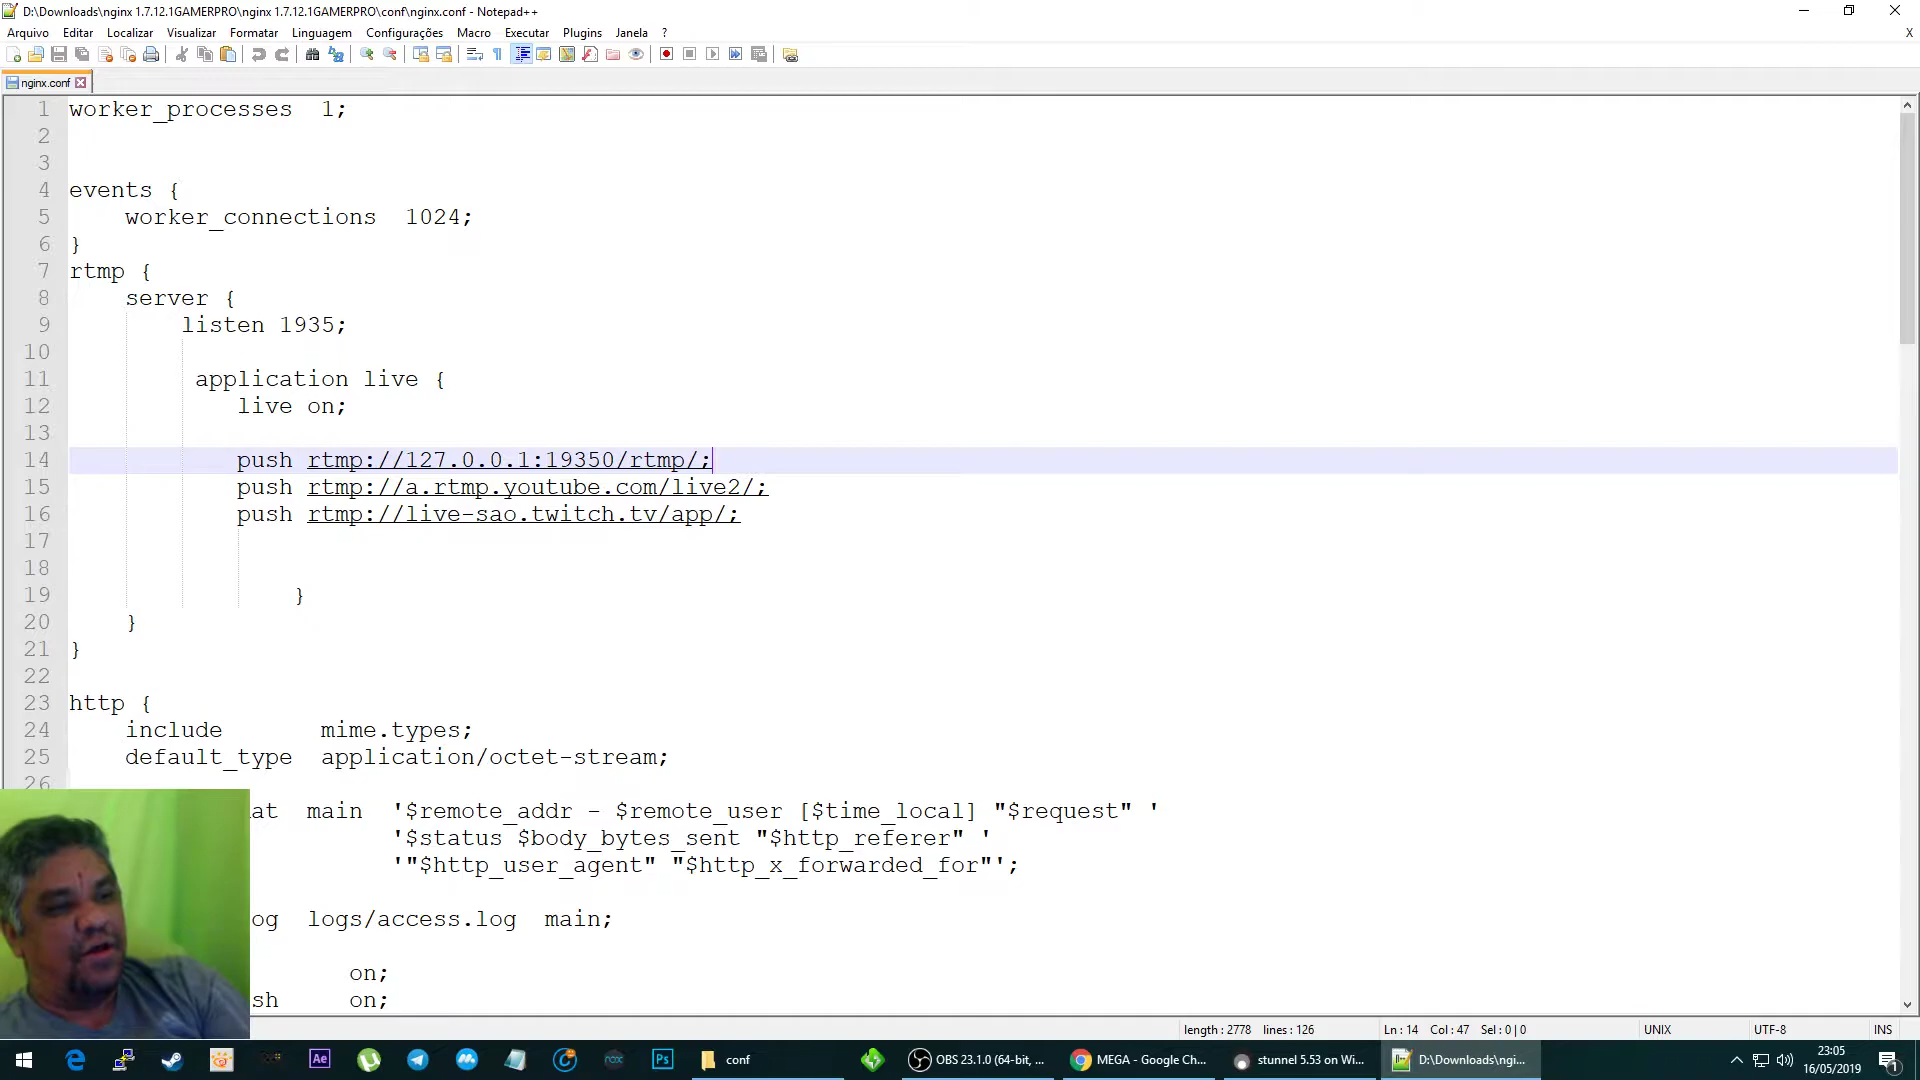 D:\Downloads\nginx 1.7.12.1GAMERPRO\nginx 1.7.12.1GAMERPRO\conf\nginx.conf - Notepad++
Arquivo Editar Localizar Visualizar Formatar Linguagem Configurações Macro Executar Plugins Janela ? X
nginx.conf
1 worker_processes 1;
2
3
4 events {
5 worker_connections 1024;
6 }
7 rtmp {
8 server {
9 listen 1935;
10
11 application live {
12 live on;
13
14 push rtmp://127.0.0.1:19350/rtmp/;
15 push rtmp://a.rtmp.youtube.com/live2/;
16 push rtmp://live-sao.twitch.tv/app/;
17
18
19 }
20 }
21 }
22
23 http {
24 include mime.types;
25 default_type application/octet-stream;
26
at main '$remote_addr - $remote_user [$time_local] "$request" '
'$status $body_bytes_sent "$http_referer" '
'"$http_user_agent" "$http_x_forwarded_for"';
og logs/access.log main;
on;
sh on;
length : 2778 lines : 126 Ln : 14 Col : 47 Sel : 0 | 0 UNIX UTF-8 INS
Ae Ps conf OBS 23.1.0 (64-bit, ... MEGA - Google Ch... stunnel 5.53 on Wi... D:\Downloads\ngi...
23:05
16/05/2019
1